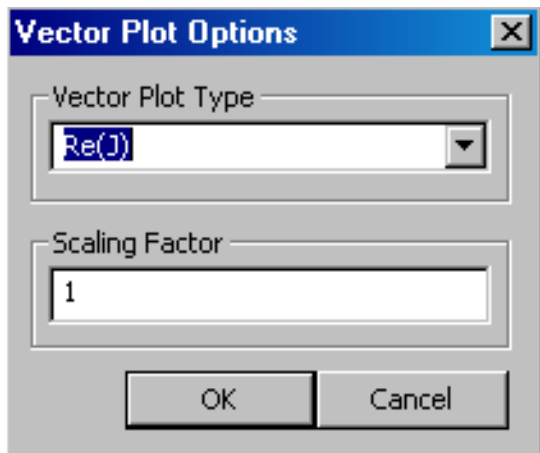 Vector Plot Options
Vector Plot Type
Re(J)
Scaling Factor
1
OK Cancel